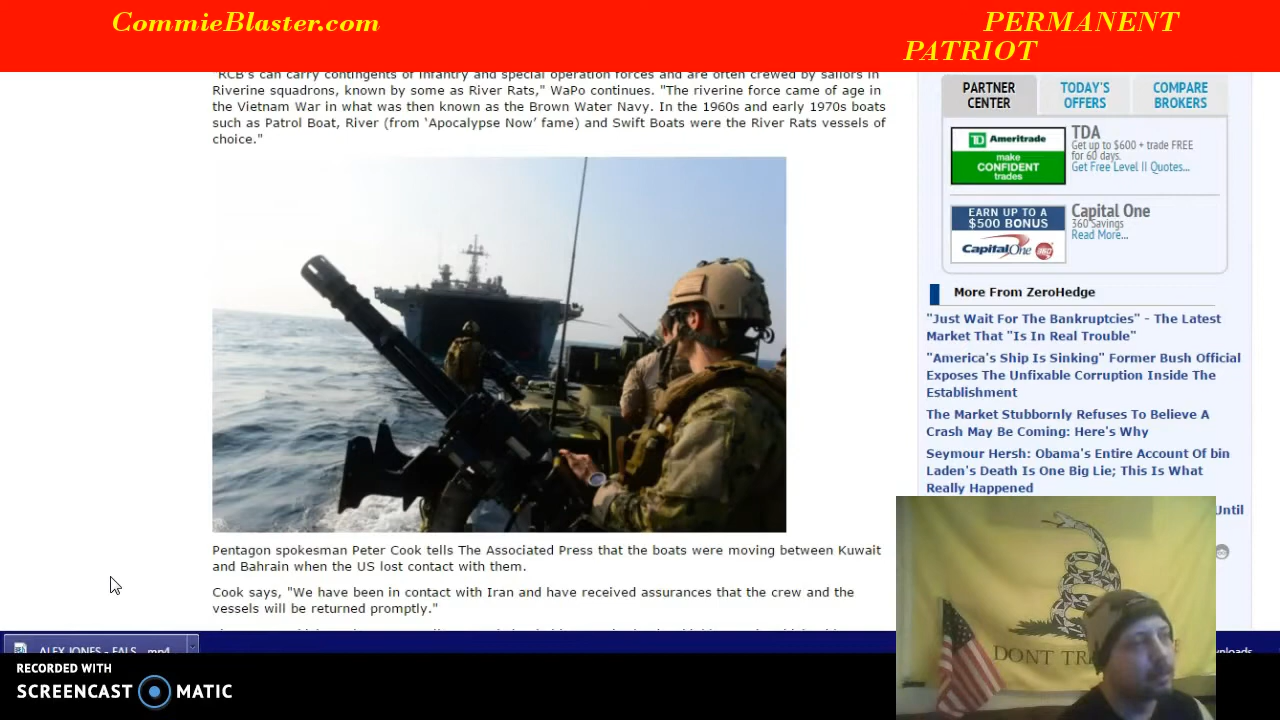 CommieBlaster.com
PERMANENT
PATRIOT
"RCB's can carry contingents of infantry and special operation forces and are often crewed by sailors in
Riverine squadrons, known by some as River Rats," WaPo continues. "The riverine force came of age in
the Vietnam War in what was then known as the Brown Water Navy. In the 1960s and early 1970s boats
such as Patrol Boat, River (from ‘Apocalypse Now’ fame) and Swift Boats were the River Rats vessels of
choice."
Pentagon spokesman Peter Cook tells The Associated Press that the boats were moving between Kuwait
and Bahrain when the US lost contact with them.
Cook says, "We have been in contact with Iran and have received assurances that the crew and the
vessels will be returned promptly."
PARTNER
CENTER
TODAY'S
OFFERS
COMPARE
BROKERS
TD Ameritrade
make
CONFIDENT
trades
TDA
Get up to $600 + trade FREE
for 60 days.
Get Free Level II Quotes...
EARN UP TO A
$500 BONUS
Capital One 360
Capital One
360 Savings
Read More...
More From ZeroHedge
"Just Wait For The Bankruptcies" - The Latest
Market That "Is In Real Trouble"
"America's Ship Is Sinking" Former Bush Official
Exposes The Unfixable Corruption Inside The
Establishment
The Market Stubbornly Refuses To Believe A
Crash May Be Coming: Here's Why
Seymour Hersh: Obama's Entire Account Of bin
Laden's Death Is One Big Lie; This Is What
Really Happened
Until
DONT TR
ALEX JONES - EALS....mp4
RECORDED WITH
SCREENCAST MATIC